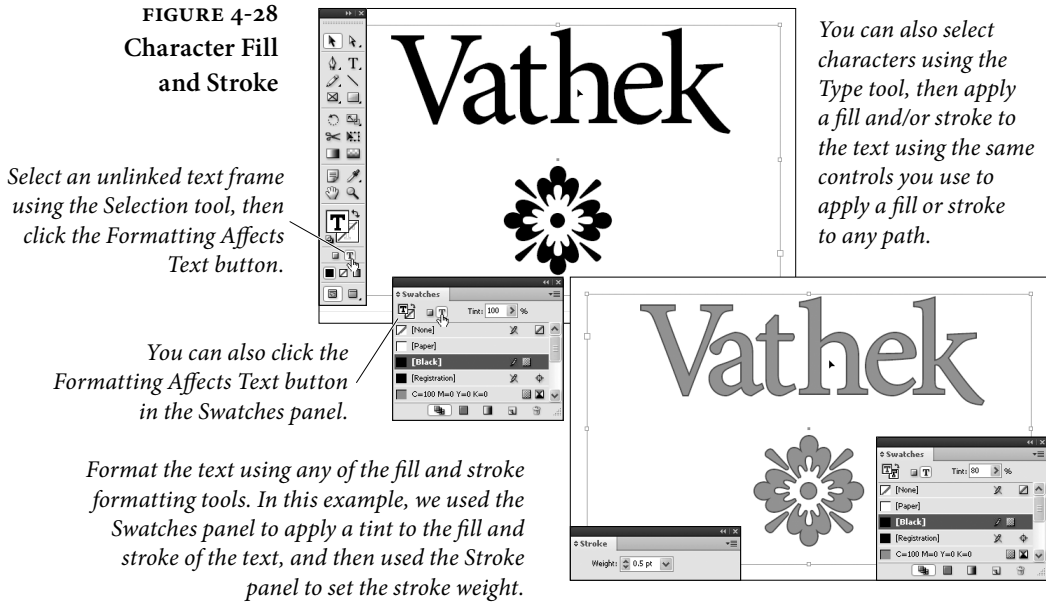 FIGURE 4-28
Character Fill
and Stroke
Vathek
You can also select
characters using the
Type tool, then apply
a fill and/or stroke to
the text using the same
controls you use to
apply a fill or stroke
to any path.
Select an unlinked text frame
using the Selection tool, then
click the Formatting Affects
Text button.
Swatches
Tint: 100 %
[None]
[Paper]
[Black]
[Registration]
C=100 M=0 Y=0 K=0
You can also click the
Formatting Affects Text button
in the Swatches panel.
Vathek
Format the text using any of the fill and stroke
formatting tools. In this example, we used the
Swatches panel to apply a tint to the fill and
stroke of the text, and then used the Stroke
panel to set the stroke weight.
Stroke
Weight: 0.5 pt
Swatches
Tint: 80 %
[None]
[Paper]
[Black]
[Registration]
C=100 M=0 Y=0 K=0